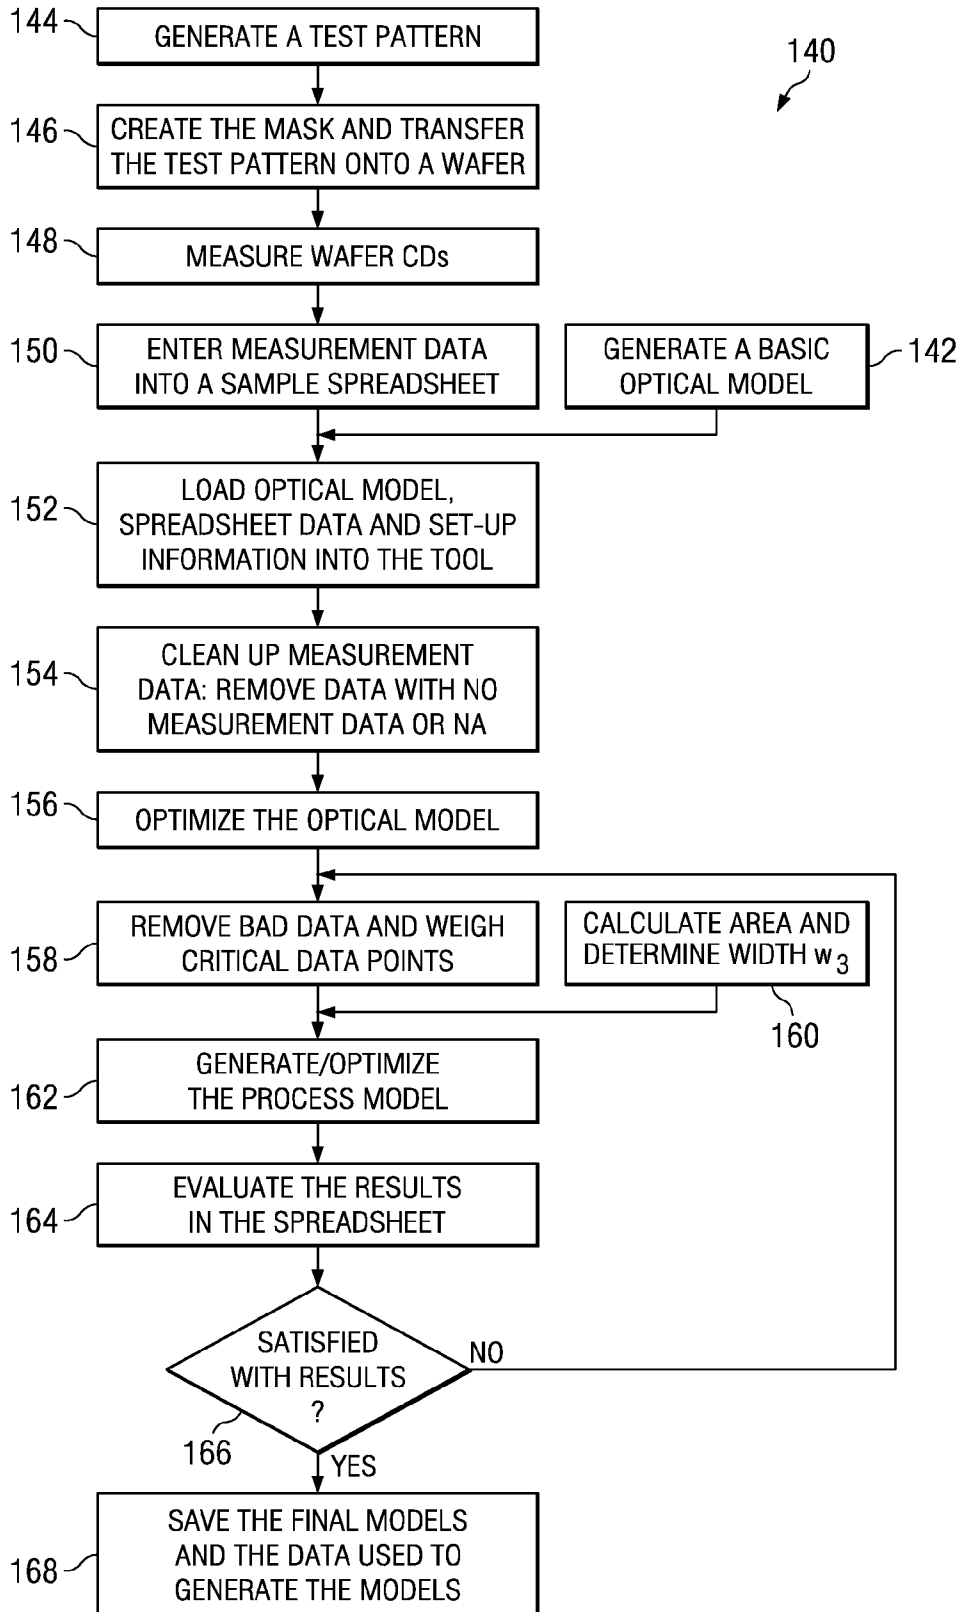 144
GENERATE A TEST PATTERN
140
146
CREATE THE MASK AND TRANSFER
THE TEST PATTERN ONTO A WAFER
148
MEASURE WAFER CDs
150
ENTER MEASUREMENT DATA
INTO A SAMPLE SPREADSHEET
GENERATE A BASIC
OPTICAL MODEL
142
152
LOAD OPTICAL MODEL,
SPREADSHEET DATA AND SET-UP
INFORMATION INTO THE TOOL
154
CLEAN UP MEASUREMENT
DATA: REMOVE DATA WITH NO
MEASUREMENT DATA OR NA
156
OPTIMIZE THE OPTICAL MODEL
158
REMOVE BAD DATA AND WEIGH
CRITICAL DATA POINTS
CALCULATE AREA AND
DETERMINE WIDTH w3
160
162
GENERATE/OPTIMIZE
THE PROCESS MODEL
164
EVALUATE THE RESULTS
IN THE SPREADSHEET
SATISFIED
WITH RESULTS
?
NO
166
YES
168
SAVE THE FINAL MODELS
AND THE DATA USED TO
GENERATE THE MODELS